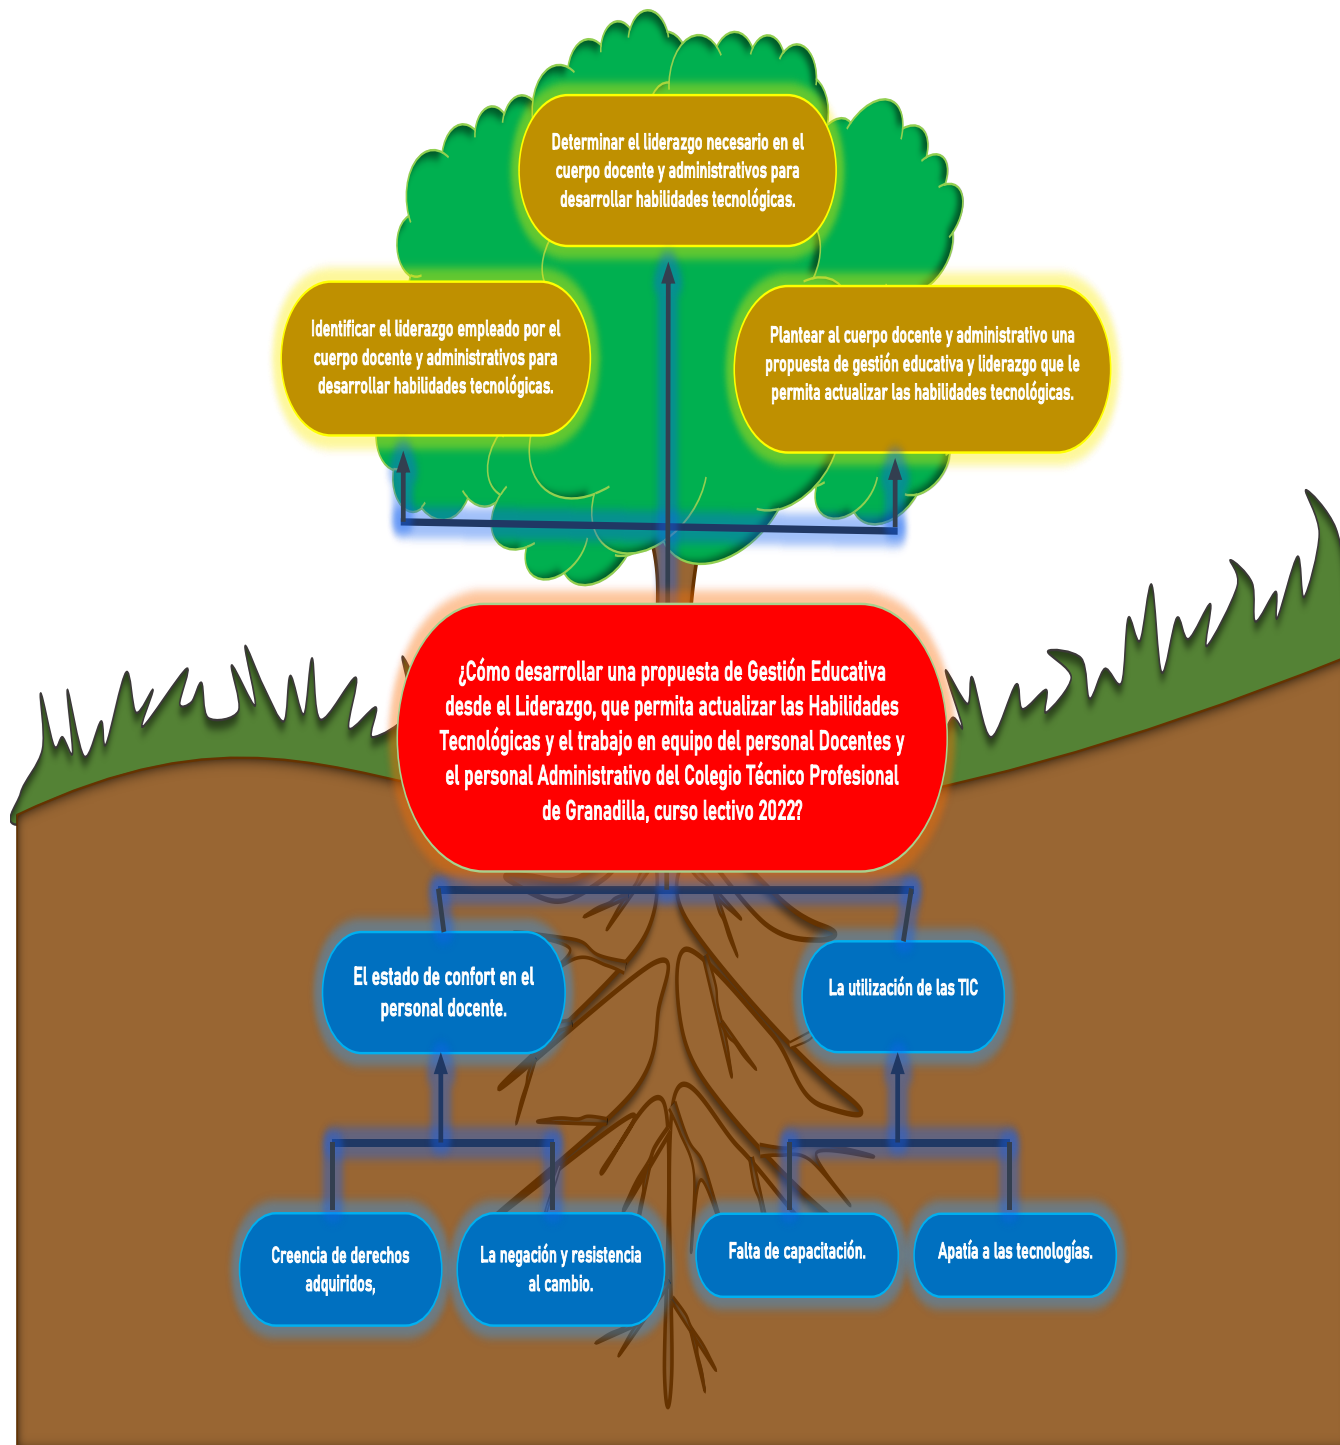 Determinar el liderazgo necesario en el
cuerpo docente y administrativos para
desarrollar habilidades tecnológicas.
Identificar el liderazgo empleado por el
cuerpo docente y administrativos para
desarrollar habilidades tecnológicas.
Plantear al cuerpo docente y administrativo una
propuesta de gestión educativa y liderazgo que le
permita actualizar las habilidades tecnológicas.
¿Cómo desarrollar una propuesta de Gestión Educativa
desde el Liderazgo, que permita actualizar las Habilidades
Tecnológicas y el trabajo en equipo del personal Docentes y
el personal Administrativo del Colegio Técnico Profesional
de Granadilla, curso lectivo 2022?
El estado de confort en el
personal docente.
La utilización de las TIC
Creencia de derechos
adquiridos,
La negación y resistencia
al cambio.
Falta de capacitación.
Apatía a las tecnologías.